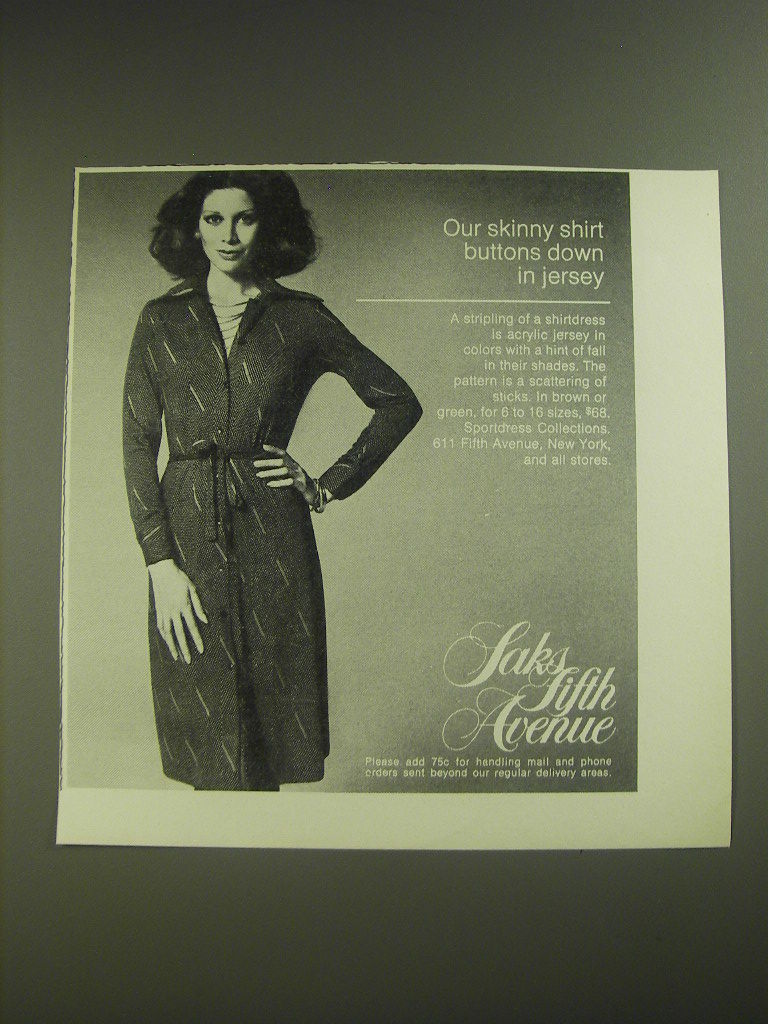 Our skinny shirt
buttons down
in jersey
A stripling of a shirtdress
is acrylic jersey in
colors with a hint of fall
in their shades. The
pattern is a scattering of
sticks. In brown or
green, for 6 to 16 sizes, $68.
Sportdress Collections.
611 Fifth Avenue, New York,
and all stores.
Saks
Fifth
Avenue
Please add 75c for handling mail and phone
orders sent beyond our regular delivery areas.